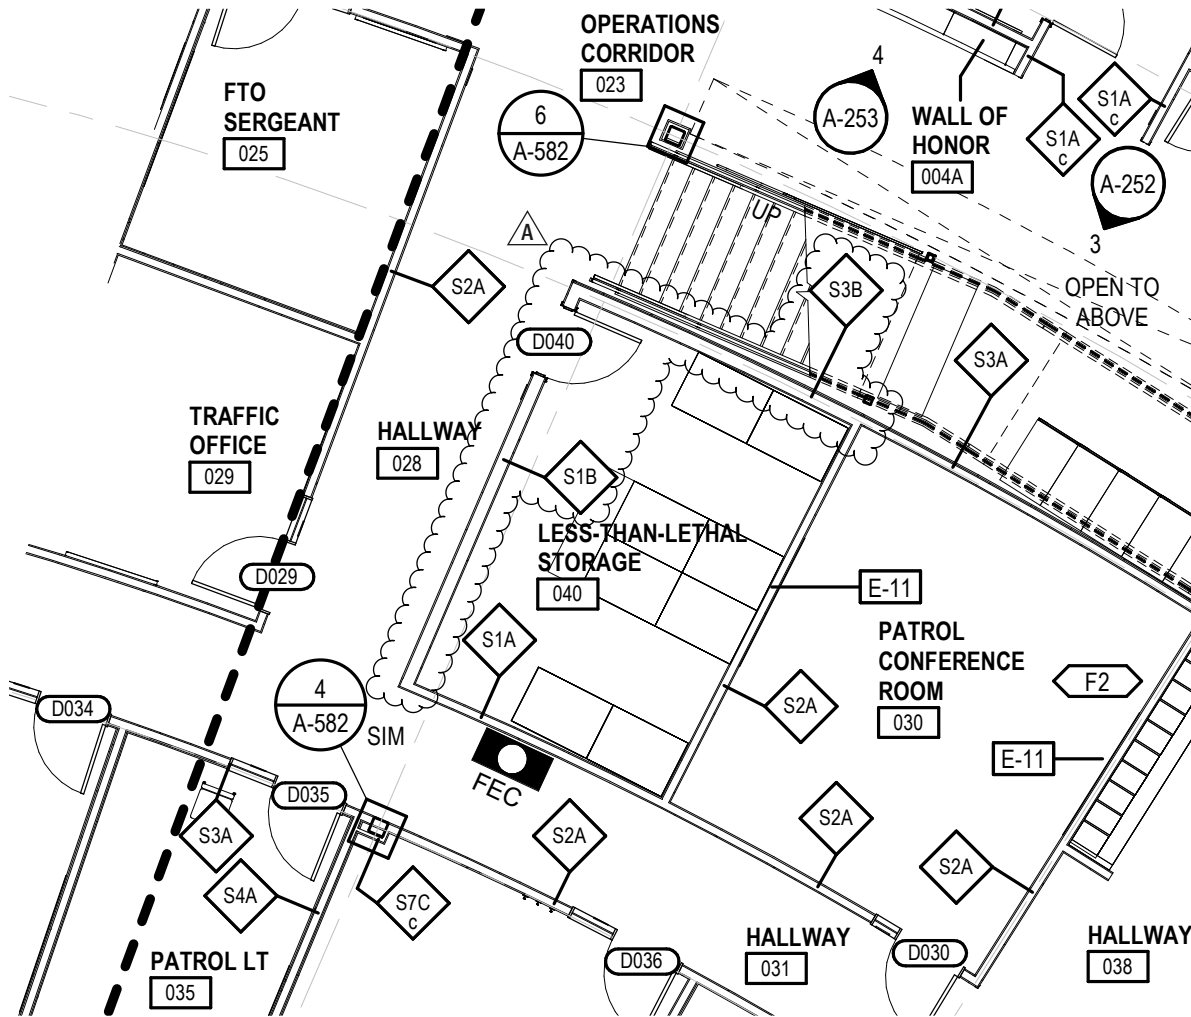 OPERATIONS
CORRIDOR
023
4
A-253
WALL OF
HONOR
004A
S1A
c
S1A
c
A-252
3
FTO
SERGEANT
025
6
A-582
UP
A
S2A
S3B
OPEN TO
ABOVE
D040
S3A
TRAFFIC
OFFICE
029
HALLWAY
028
S1B
LESS-THAN-LETHAL
STORAGE
040
D029
E-11
S1A
PATROL
CONFERENCE
ROOM
030
F2
4
A-582
SIM
D034
S2A
E-11
FEC
D035
S3A
S2A
S2A
S2A
S4A
S7C
c
HALLWAY
031
D036
D030
HALLWAY
038
PATROL LT
035